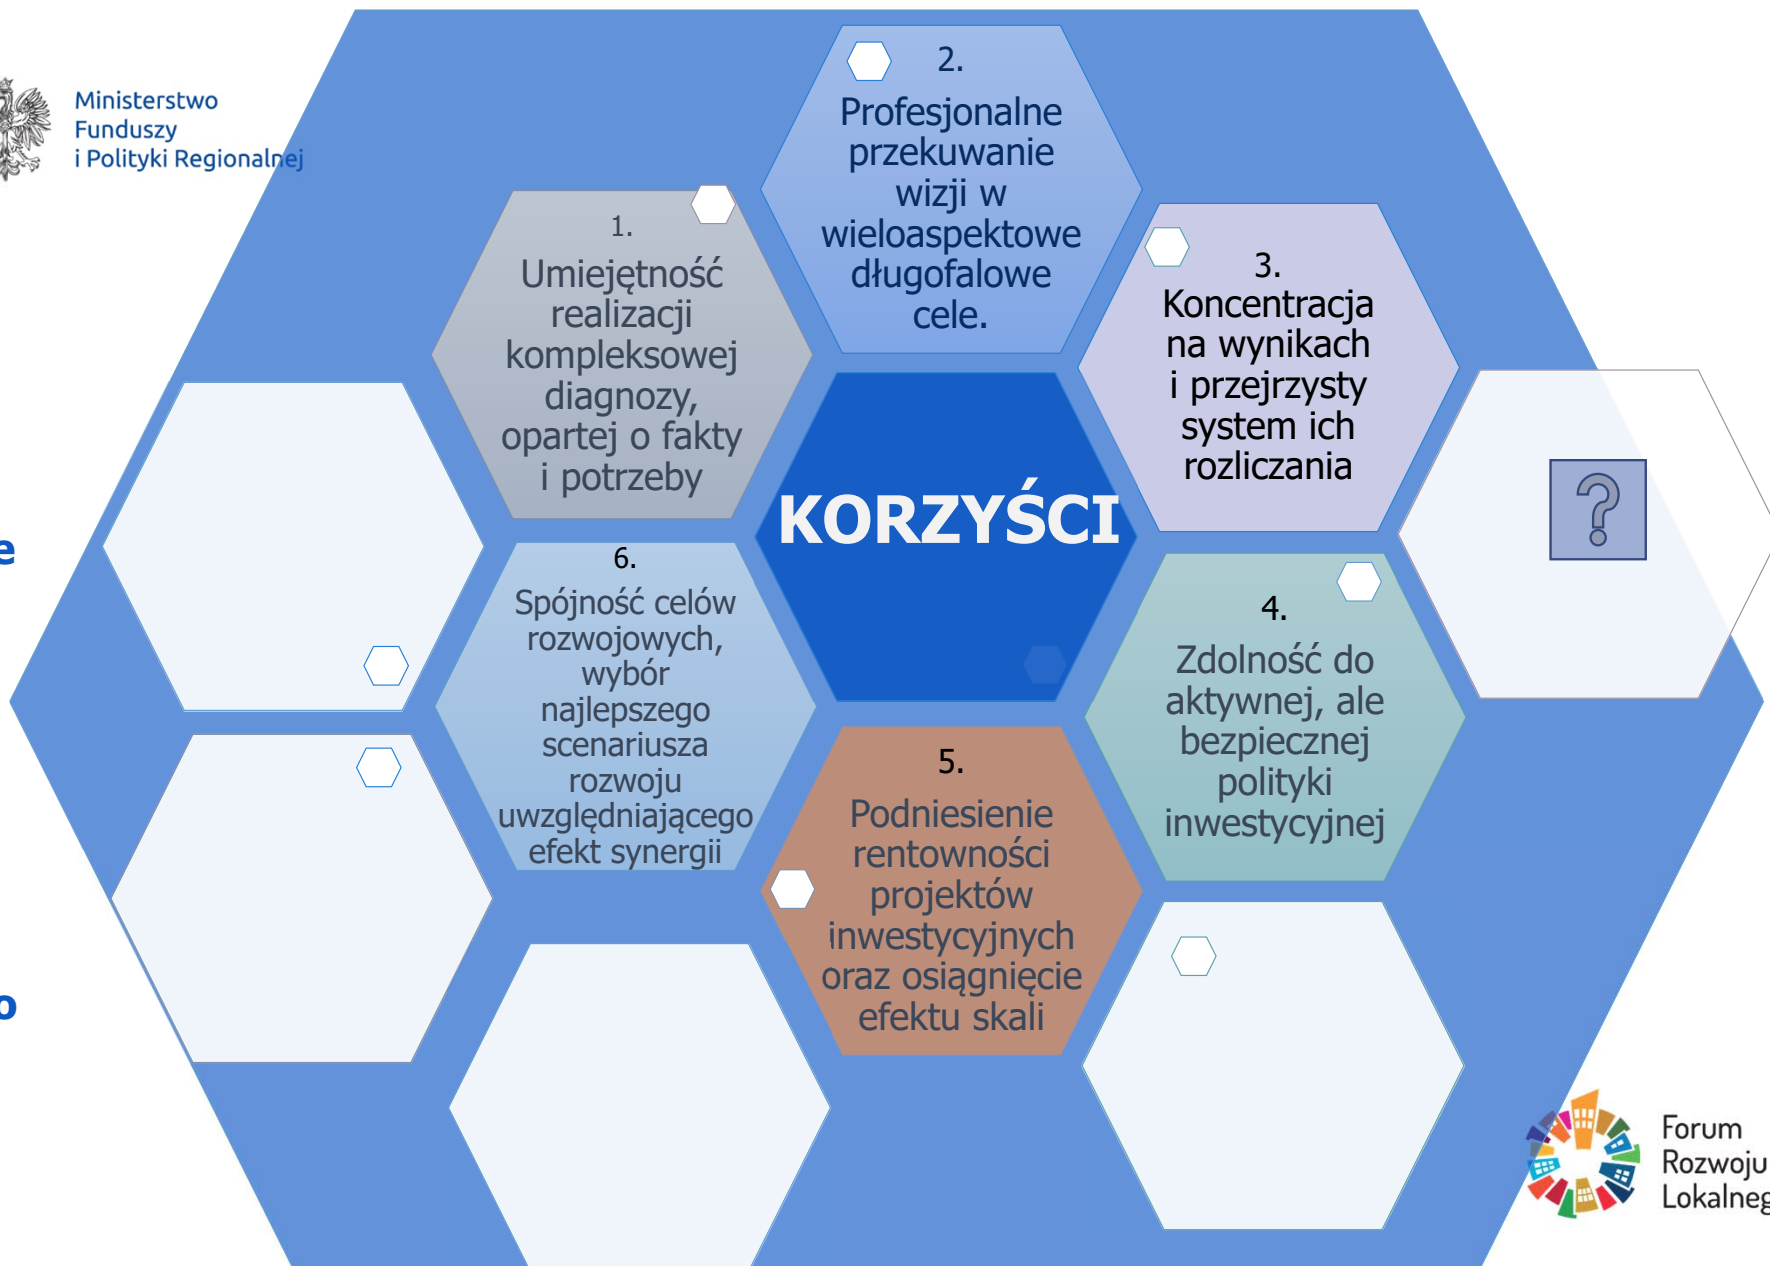 Ministerstwo
Funduszy
i Polityki Regionalnej
1.
Umiejętność
realizacji
kompleksowej
diagnozy,
opartej o fakty
i potrzeby
2.
Profesjonalne
przekuwanie
wizji w
wieloaspektowe
długofalowe
cele.
3.
Koncentracja
na wynikach
i przejrzysty
system ich
rozliczania
KORZYŚCI
?
e
6.
Spójność celów
rozwojowych,
wybór
najlepszego
scenariusza
rozwoju
uwzględniającego
efekt synergii
4.
Zdolność do
aktywnej, ale
bezpiecznej
polityki
inwestycyjnej
5.
Podniesienie
rentowności
projektów
inwestycyjnych
oraz osiągnięcie
efektu skali
o
Forum
Rozwoju
Lokalneg